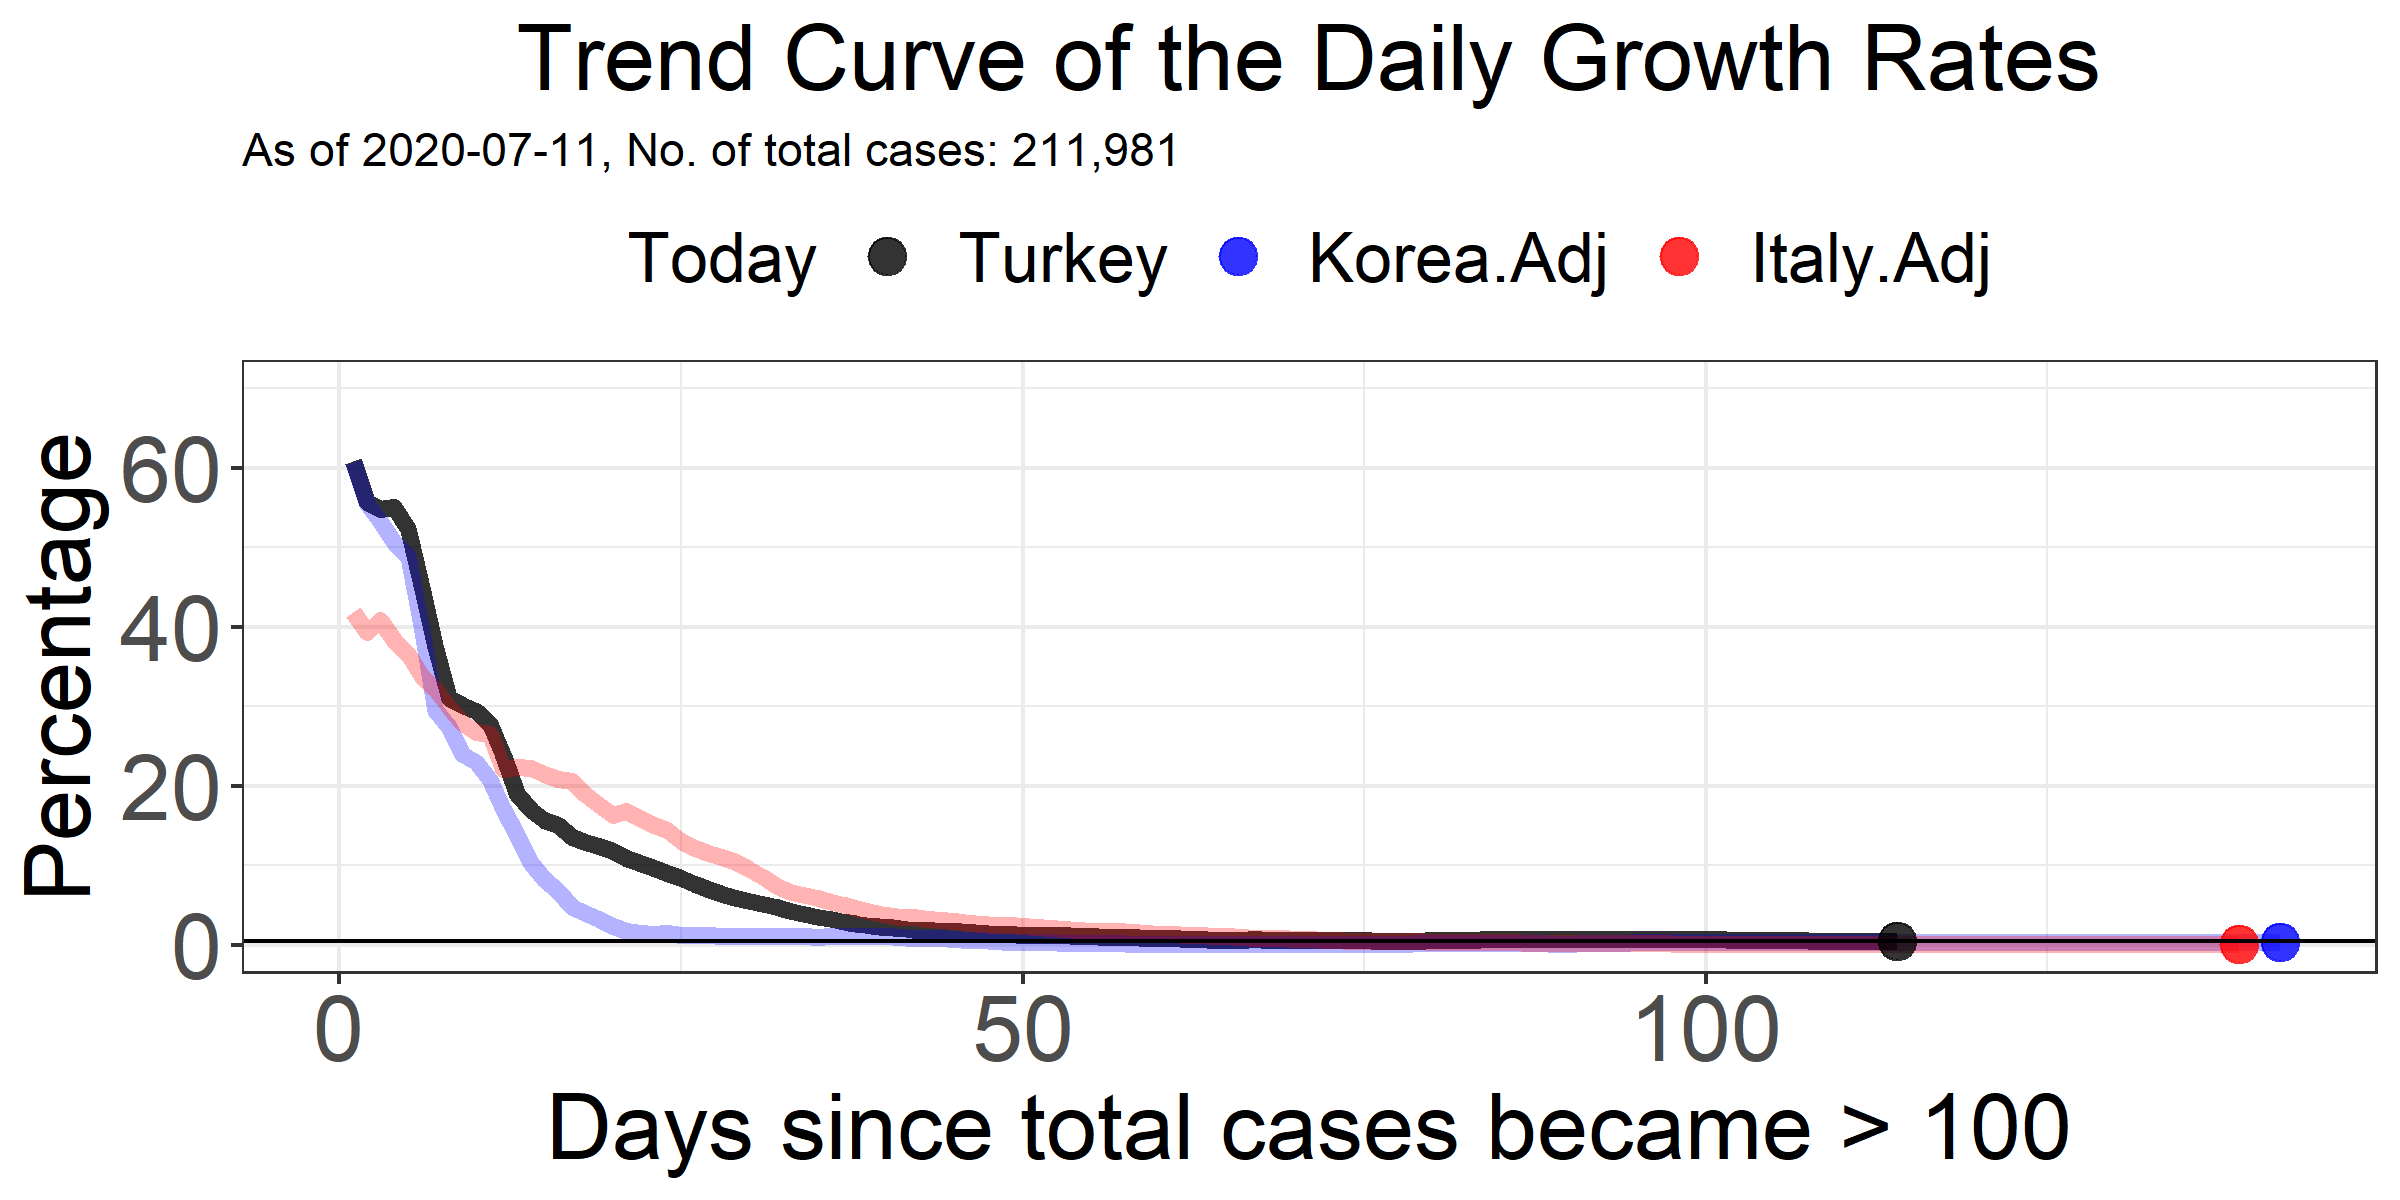 Trend Curve of the Daily Growth Rates
As of 2020-07-11, No. of total cases: 211,981
Today Turkey Korea.Adj Italy.Adj
Percentage
60
40
20
0
0 50 100
Days since total cases became > 100